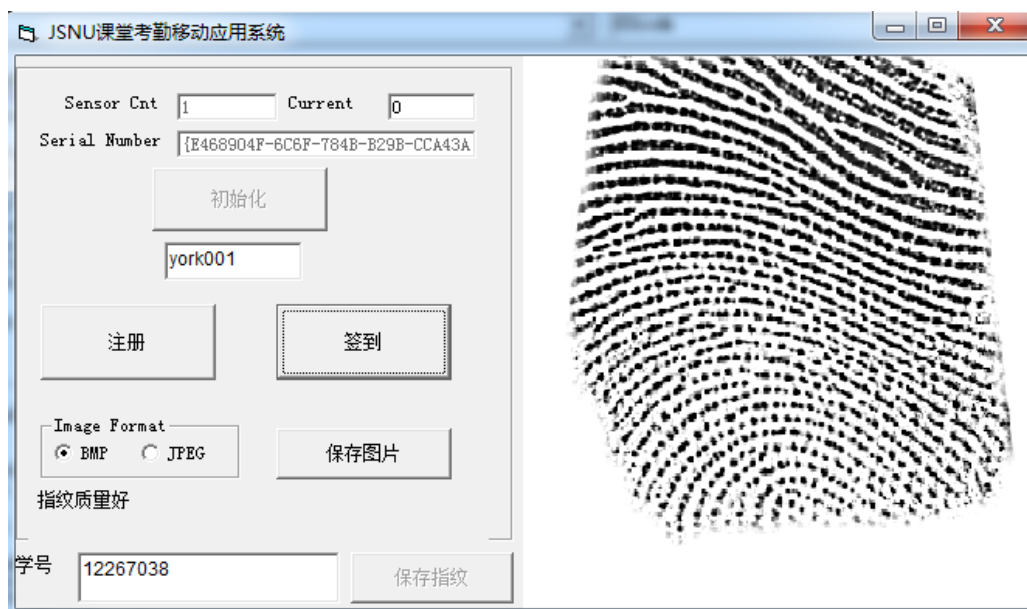 JSNU课堂考勤移动应用系统
Sensor Cnt 1 Current 0
Serial Number {E468904F-6C6F-784B-B29B-CCA43A
初始化
york001
注册 签到
Image Format
BMP JPEG 保存图片
指纹质量好
学号 12267038 保存指纹